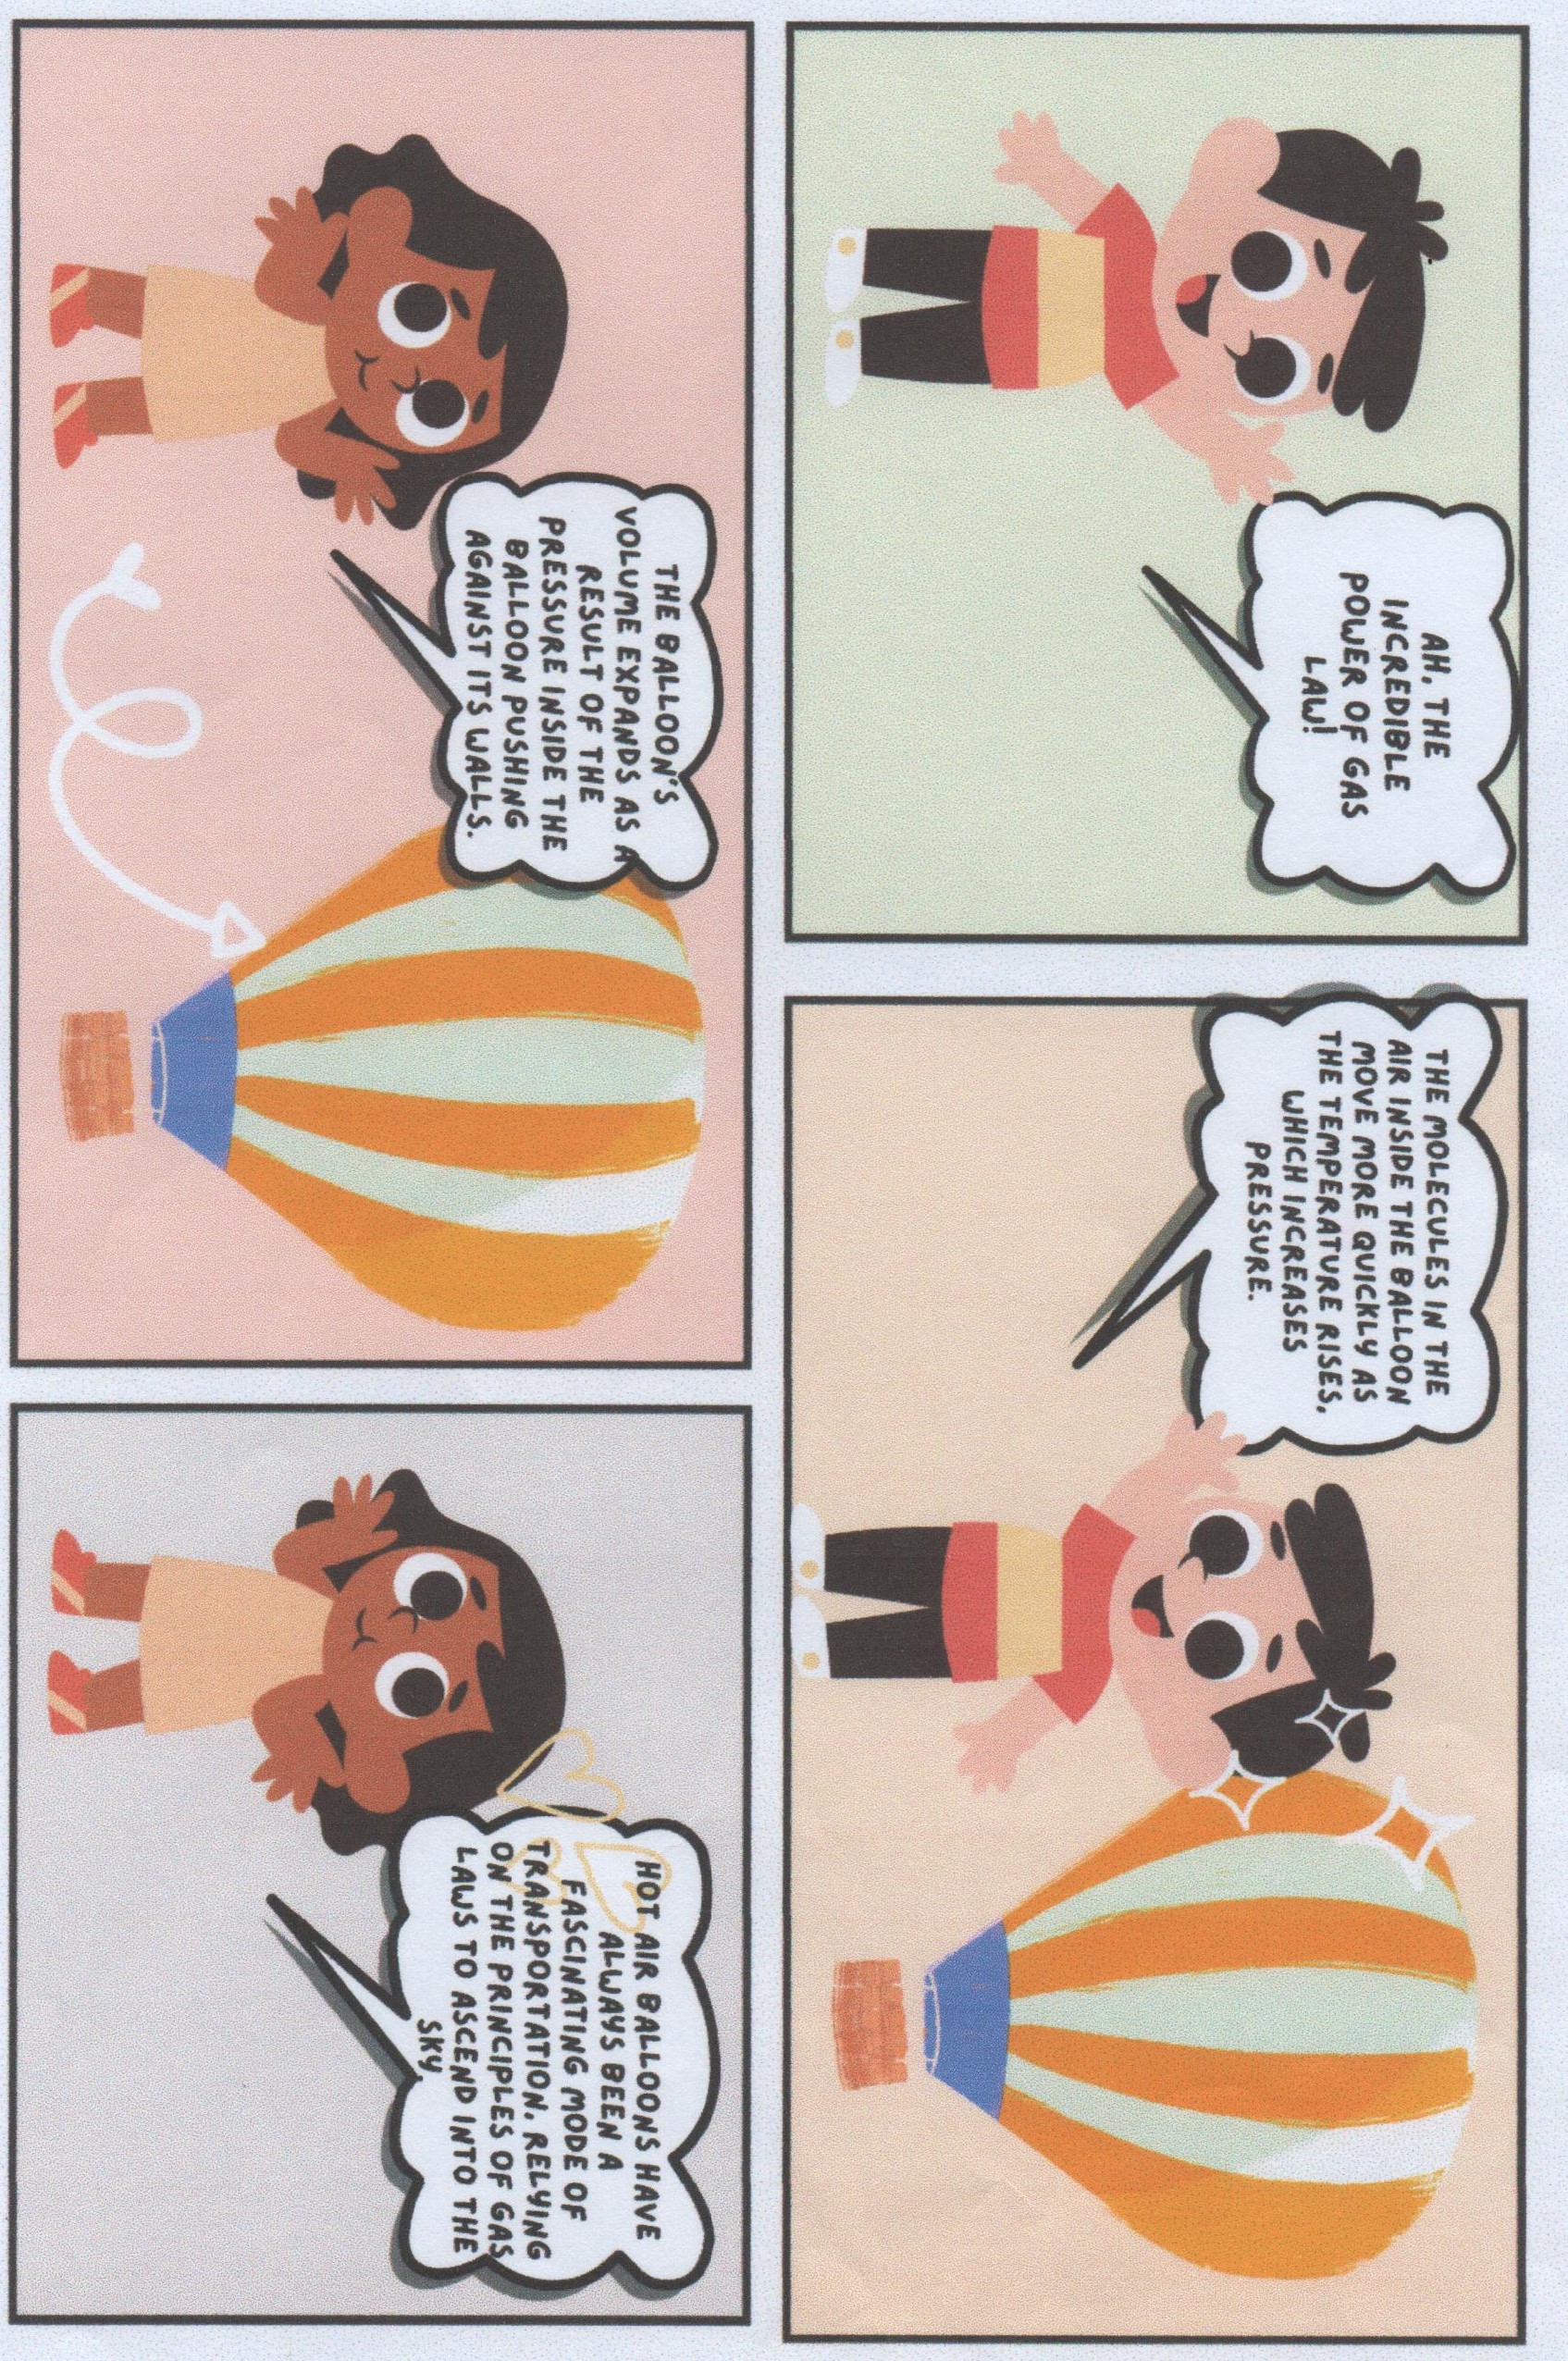 AH, THE
INCREDIBLE
POWER OF GAS
LAW!
THE MOLECULES IN THE
AIR INSIDE THE BALLOON
MOVE MORE QUICKLY AS
THE TEMPERATURE RISES,
WHICH INCREASES
PRESSURE.
THE BALLOON'S
VOLUME EXPANDS AS A
RESULT OF THE
PRESSURE INSIDE THE
BALLOON PUSHING
AGAINST ITS WALLS.
HOT AIR BALLOONS HAVE
ALWAYS BEEN A
FASCINATING MODE OF
TRANSPORTATION, RELYING
ON THE PRINCIPLES OF GAS
LAWS TO ASCEND INTO THE
SKY.